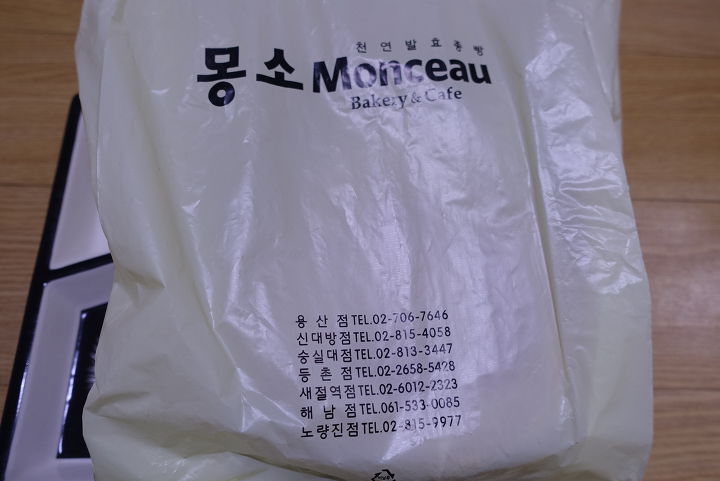 천연발효종빵
몽소 Monceau
Bakery & Cafe
용산점 TEL.02-706-7646
신대방점 TEL.02-815-4058
숭실대점 TEL.02-813-3447
등촌점 TEL.02-2658-5428
새절역점 TEL.02-6012-2323
해남점 TEL.061-533-0085
노량진점 TEL.02-815-9977